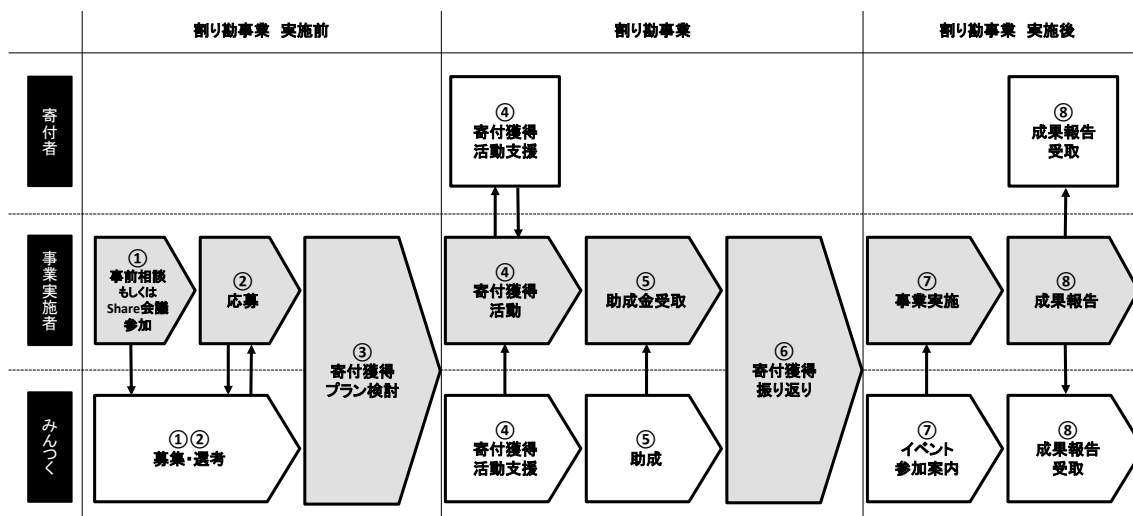 割り勘事業 実施前
割り勘事業
割り勘事業 実施後
寄付者
④
寄付獲得
活動支援
⑧
成果報告
受取
事業実施者
①
事前相談
もしくは
Share会議
参加
②
応募
③
寄付獲得
プラン検討
④
寄付獲得
活動
⑤
助成金受取
⑥
寄付獲得
振り返り
⑦
事業実施
⑧
成果報告
みんつく
①②
募集・選考
④
寄付獲得
活動支援
⑤
助成
⑦
イベント
参加案内
⑧
成果報告
受取